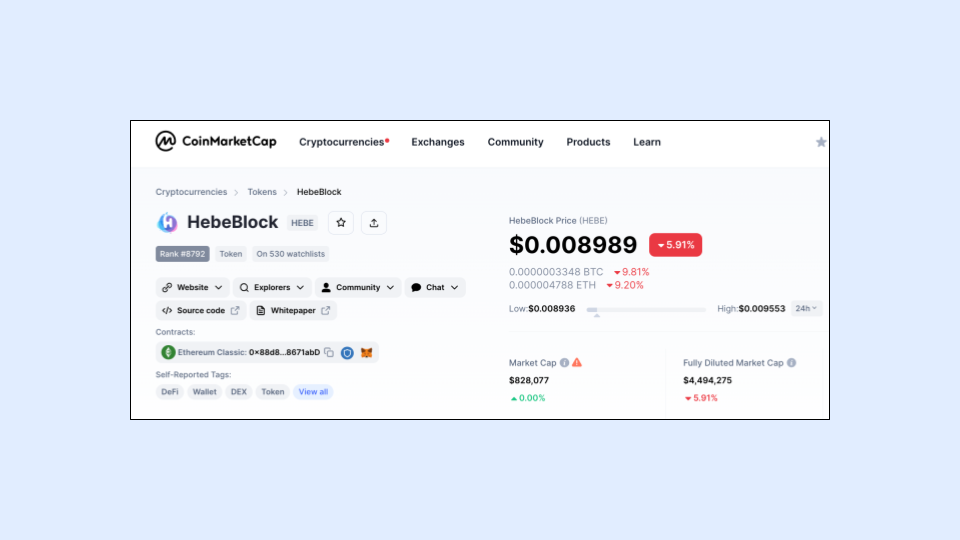 CoinMarketCap Cryptocurrencies Exchanges Community Products Learn
Cryptocurrencies > Tokens > HebeBlock
HebeBlock HEBE
Rank #8792 Token On 530 watchlists
Website Explorers Community Chat
Source code Whitepaper
Contracts:
Ethereum Classic: 0x88d8...8671abD
Self-Reported Tags:
DeFi Wallet DEX Token View all
HebeBlock Price (HEBE)
$0.008989 5.91%
0.0000003348 BTC 9.81%
0.000004788 ETH 9.20%
Low:$0.008936 High:$0.009553 24h
Market Cap
$828,077
0.00%
Fully Diluted Market Cap
$4,494,275
5.91%